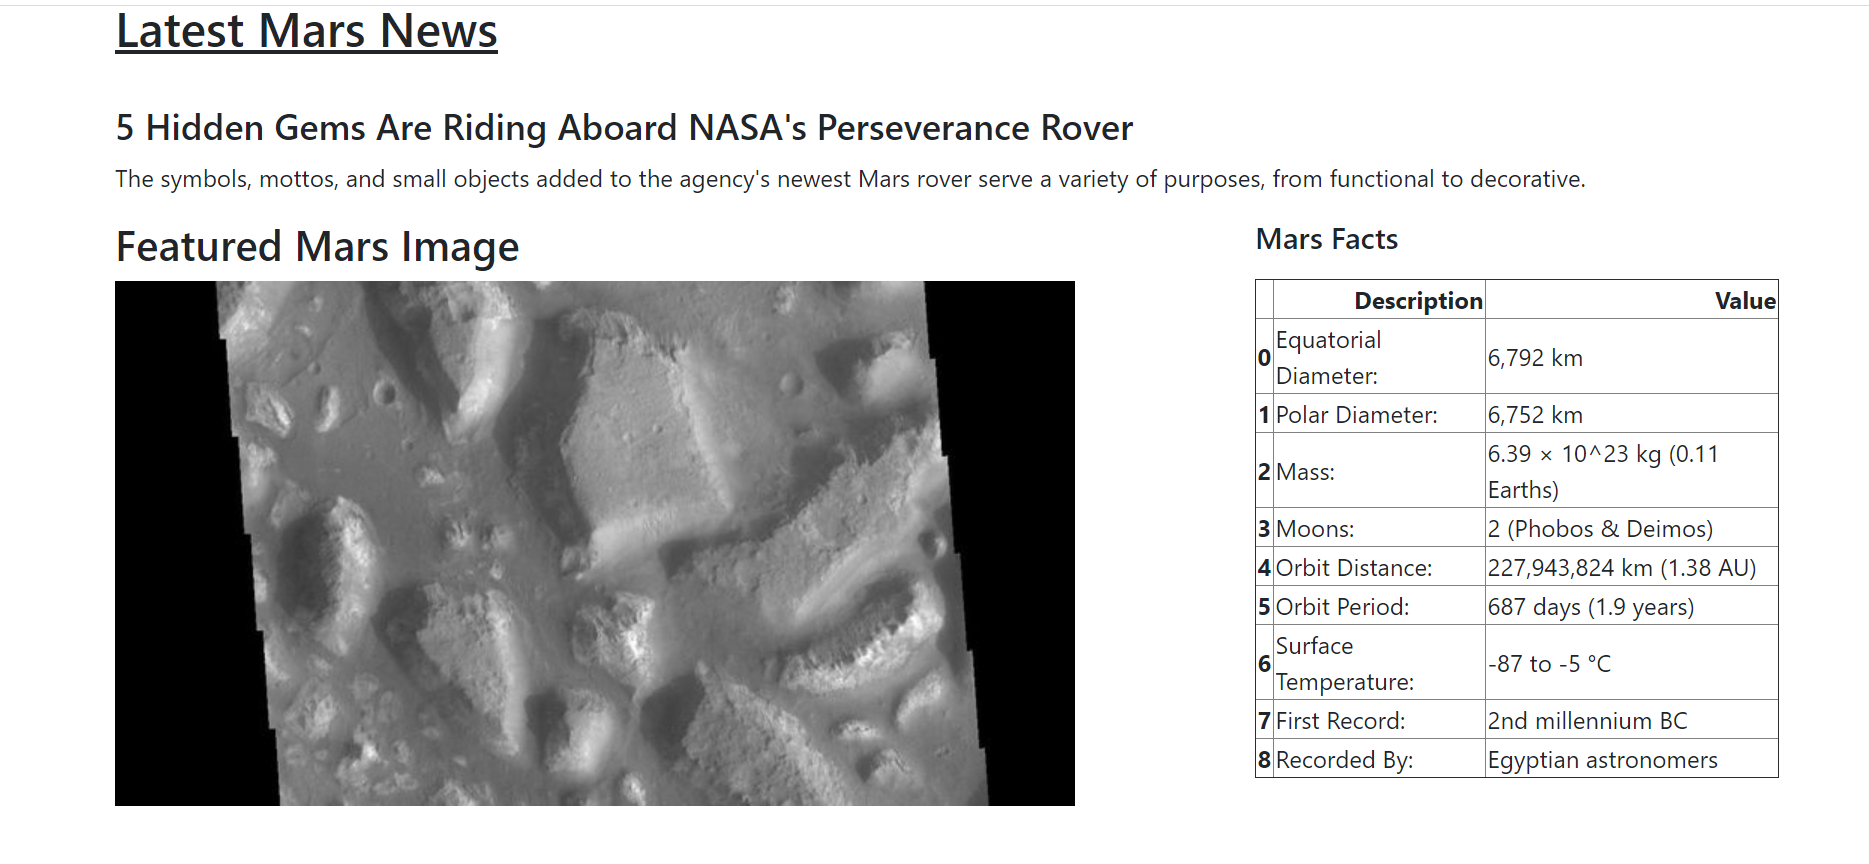 Latest Mars News
5 Hidden Gems Are Riding Aboard NASA's Perseverance Rover
The symbols, mottos, and small objects added to the agency's newest Mars rover serve a variety of purposes, from functional to decorative.
Featured Mars Image
Mars Facts
Description Value
0 Equatorial Diameter: 6,792 km
1 Polar Diameter: 6,752 km
2 Mass: 6.39 × 10^23 kg (0.11 Earths)
3 Moons: 2 (Phobos & Deimos)
4 Orbit Distance: 227,943,824 km (1.38 AU)
5 Orbit Period: 687 days (1.9 years)
6 Surface Temperature: -87 to -5 °C
7 First Record: 2nd millennium BC
8 Recorded By: Egyptian astronomers